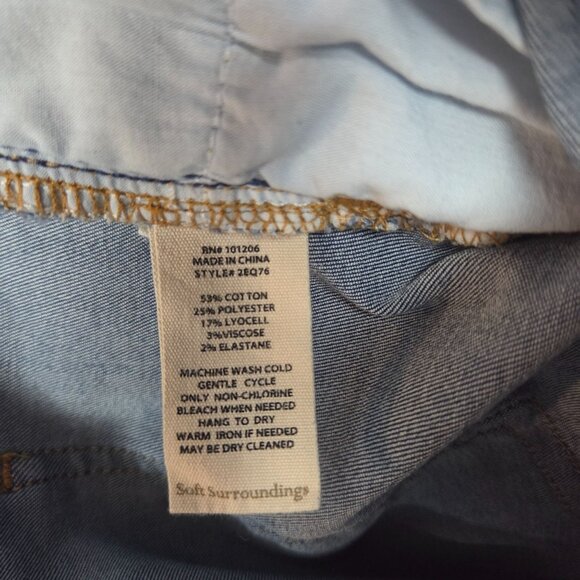 RN# 101206
MADE IN CHINA
STYLE# 2EQ76
53% COTTON
25% POLYESTER
17% LYOCELL
3%VISCOSE
2% ELASTANE
MACHINE WASH COLD
GENTLE CYCLE
ONLY NON-CHLORINE
BLEACH WHEN NEEDED
HANG TO DRY
WARM IRON IF NEEDED
MAY BE DRY CLEANED
Soft Surroundings